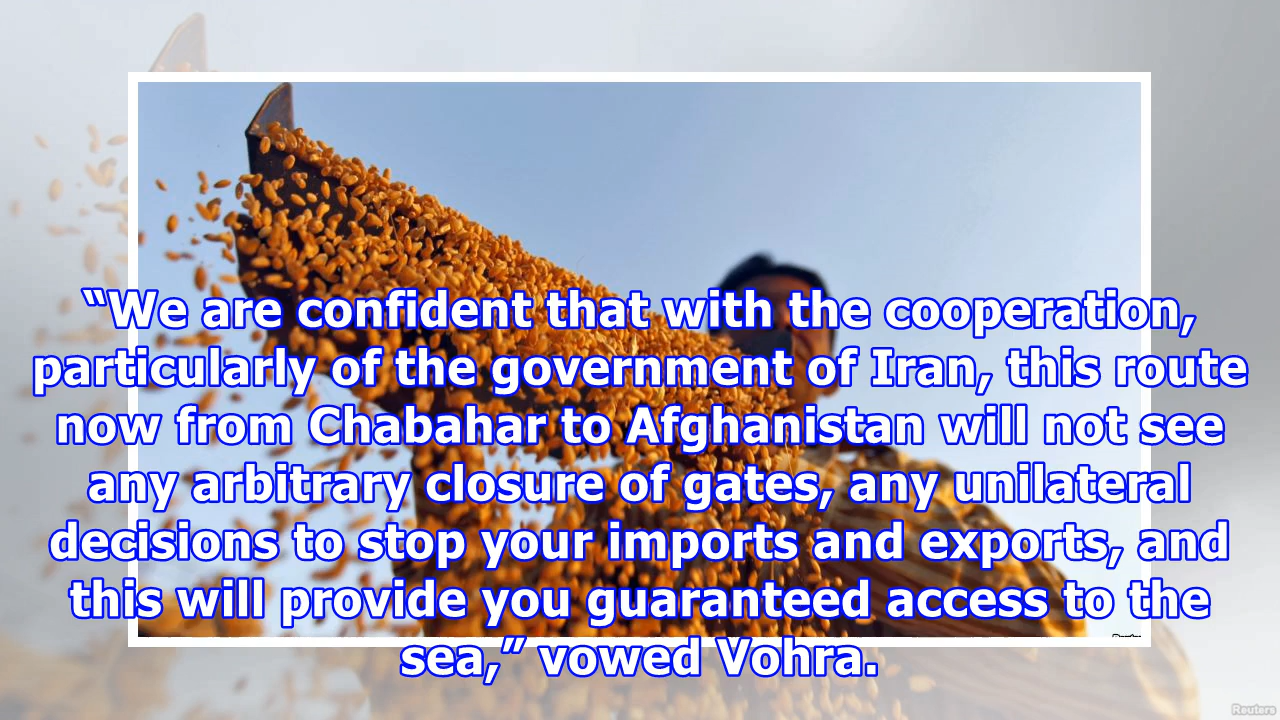 “We are confident that with the cooperation,
particularly of the government of Iran, this route
now from Chabahar to Afghanistan will not see
any arbitrary closure of gates, any unilateral
decisions to stop your imports and exports, and
this will provide you guaranteed access to the
sea,” vowed Vohra.
Reuters